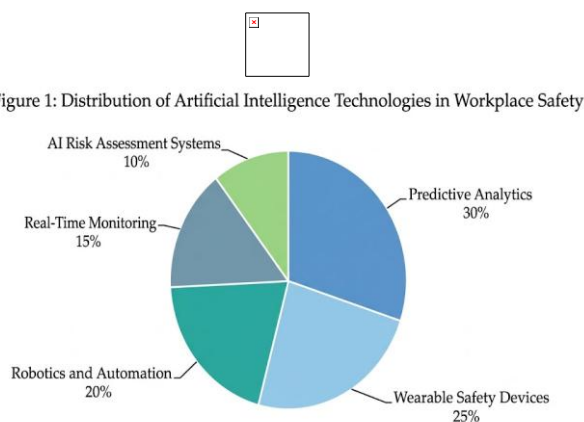 igure 1: Distribution of Artificial Intelligence Technologies in Workplace Safety
AI Risk Assessment Systems
10%
Predictive Analytics
30%
Real-Time Monitoring
15%
Robotics and Automation
20%
Wearable Safety Devices
25%